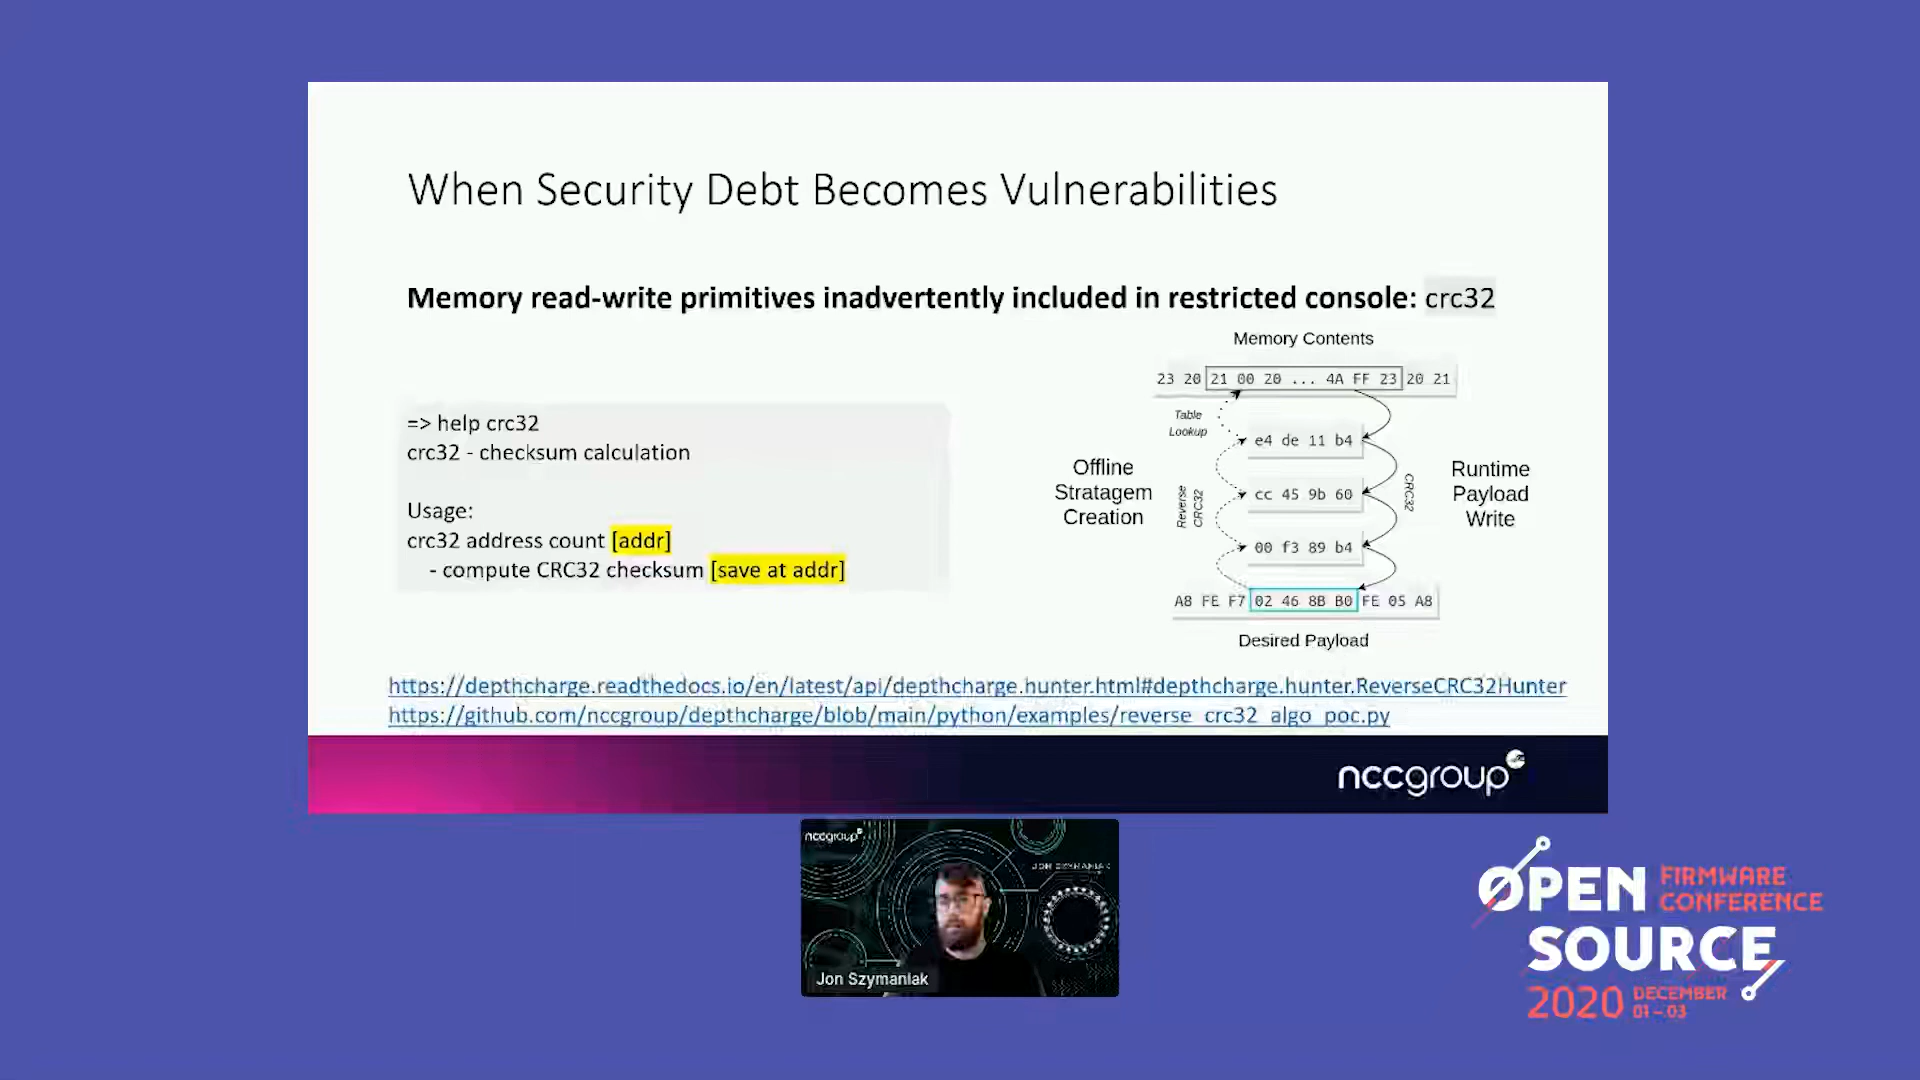 When Security Debt Becomes Vulnerabilities
Memory read-write primitives inadvertently included in restricted console: crc32
=> help crc32
crc32 - checksum calculation
Usage:
crc32 address count [addr]
- compute CRC32 checksum [save at addr]
Memory Contents
23 20 21 00 20 ... 4A FF 23 20 21
Table
Lookup
e4 de 11 b4
Offline
Stratagem
Creation
Reverse
CRC32
cc 45 9b 60
CRC32
Runtime
Payload
Write
00 f3 89 b4
A8 FE F7 02 46 8B B0 FE 05 A8
Desired Payload
https://depthcharge.readthedocs.io/en/latest/api/depthcharge.hunter.html#depthcharge.hunter.ReverseCRC32Hunter
https://github.com/nccgroup/depthcharge/blob/main/python/examples/reverse_crc32_algo_poc.py
nccgroup
nccgroup
JON SZYMANIAK
Jon Szymaniak
OPEN
FIRMWARE
CONFERENCE
SOURCE
2020
DECEMBER
01 - 03